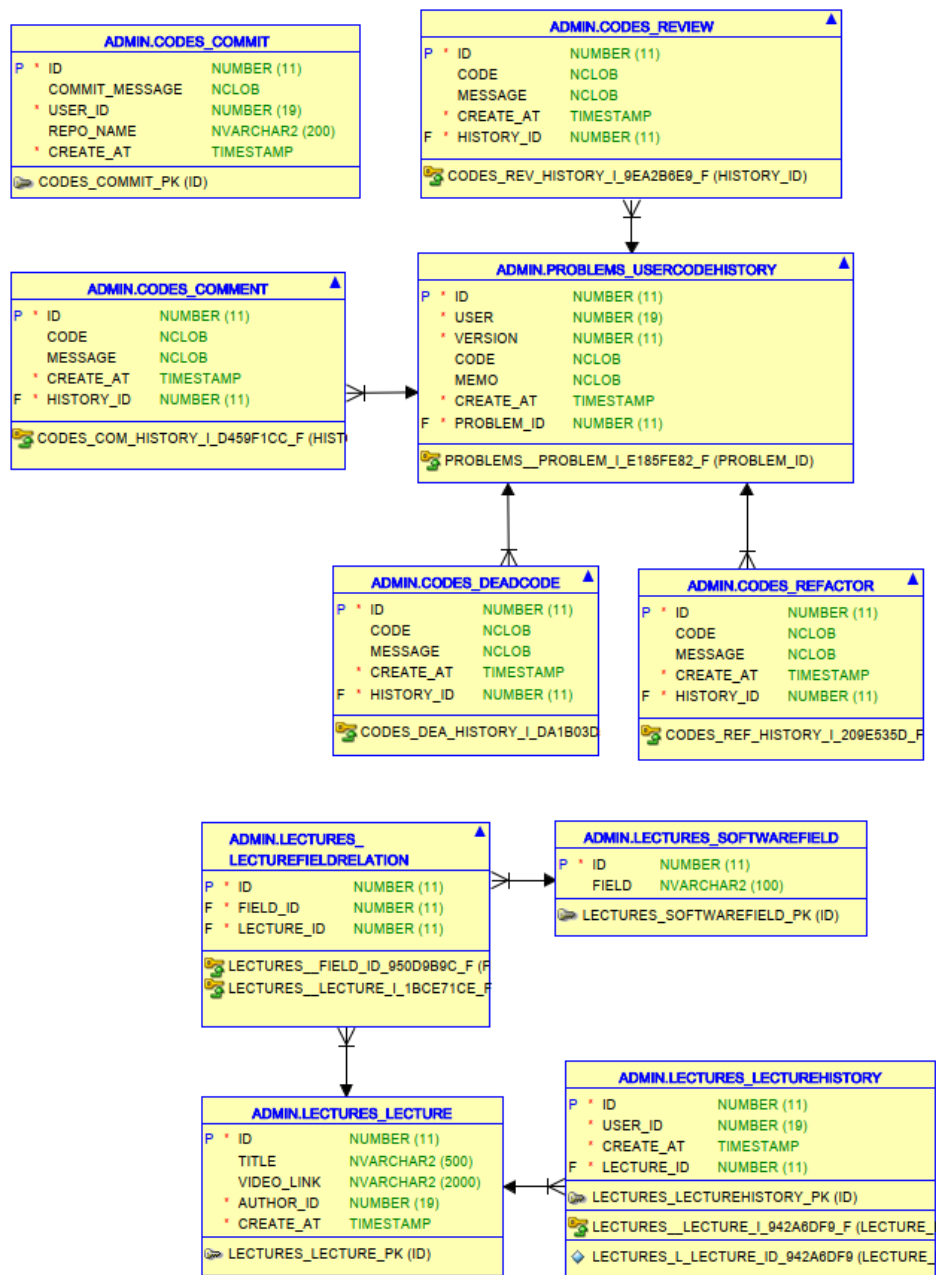 ADMIN.CODES_COMMIT
P * ID NUMBER (11)
COMMIT_MESSAGE NCLOB
* USER_ID NUMBER (19)
REPO_NAME NVARCHAR2 (200)
* CREATE_AT TIMESTAMP
CODES_COMMIT_PK (ID)
ADMIN.CODES_REVIEW
P * ID NUMBER (11)
CODE NCLOB
MESSAGE NCLOB
* CREATE_AT TIMESTAMP
F * HISTORY_ID NUMBER (11)
CODES_REV_HISTORY_I_9EA2B6E9_F (HISTORY_ID)
ADMIN.CODES_COMMENT
P * ID NUMBER (11)
CODE NCLOB
MESSAGE NCLOB
* CREATE_AT TIMESTAMP
F * HISTORY_ID NUMBER (11)
CODES_COM_HISTORY_I_D459F1CC_F (HIST
ADMIN.PROBLEMS_USERCODEHISTORY
P * ID NUMBER (11)
* USER NUMBER (19)
* VERSION NUMBER (11)
CODE NCLOB
MEMO NCLOB
* CREATE_AT TIMESTAMP
F * PROBLEM_ID NUMBER (11)
PROBLEMS__PROBLEM_I_E185FE82_F (PROBLEM_ID)
ADMIN.CODES_DEADCODE
P * ID NUMBER (11)
CODE NCLOB
MESSAGE NCLOB
* CREATE_AT TIMESTAMP
F * HISTORY_ID NUMBER (11)
CODES_DEA_HISTORY_I_DA1B03D
ADMIN.CODES_REFACTOR
P * ID NUMBER (11)
CODE NCLOB
MESSAGE NCLOB
* CREATE_AT TIMESTAMP
F * HISTORY_ID NUMBER (11)
CODES_REF_HISTORY_I_209E535D_F
ADMIN.LECTURES_
LECTUREFIELDRELATION
P * ID NUMBER (11)
F * FIELD_ID NUMBER (11)
F * LECTURE_ID NUMBER (11)
LECTURES__FIELD_ID_950D9B9C_F (F
LECTURES__LECTURE_I_1BCE71CE_F
ADMIN.LECTURES_SOFTWAREFIELD
P * ID NUMBER (11)
FIELD NVARCHAR2 (100)
LECTURES_SOFTWAREFIELD_PK (ID)
ADMIN.LECTURES_LECTURE
P * ID NUMBER (11)
TITLE NVARCHAR2 (500)
VIDEO_LINK NVARCHAR2 (2000)
* AUTHOR_ID NUMBER (19)
* CREATE_AT TIMESTAMP
LECTURES_LECTURE_PK (ID)
ADMIN.LECTURES_LECTUREHISTORY
P * ID NUMBER (11)
* USER_ID NUMBER (19)
* CREATE_AT TIMESTAMP
F * LECTURE_ID NUMBER (11)
LECTURES_LECTUREHISTORY_PK (ID)
LECTURES__LECTURE_I_942A6DF9_F (LECTURE_
LECTURES_L_LECTURE_ID_942A6DF9 (LECTURE_